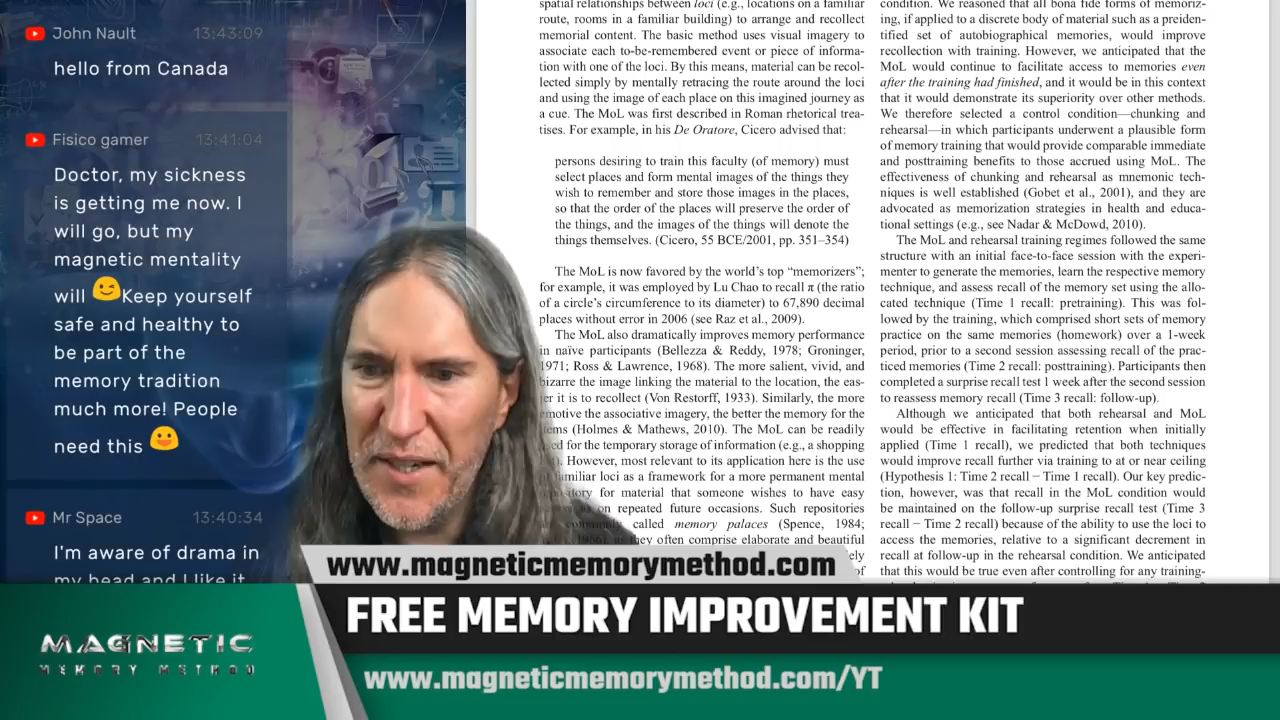 John Nault 13:43:09
hello from Canada
Fisico gamer 13:41:04
Doctor, my sickness
is getting me now. I
will go, but my
magnetic mentality
will 😉Keep yourself
safe and healthy to
be part of the
memory tradition
much more! People
need this 😀
Mr Space 13:40:34
I'm aware of drama in
my head and I like it
spatial relationships between loci (e.g., locations on a familiar
route, rooms in a familiar building) to arrange and recollect
memorial content. The basic method uses visual imagery to
associate each to-be-remembered event or piece of informa-
tion with one of the loci. By this means, material can be recol-
lected simply by mentally retracing the route around the loci
and using the image of each place on this imagined journey as
a cue. The MoL was first described in Roman rhetorical trea-
tises. For example, in his De Oratore, Cicero advised that:
persons desiring to train this faculty (of memory) must
select places and form mental images of the things they
wish to remember and store those images in the places,
so that the order of the places will preserve the order of
the things, and the images of the things will denote the
things themselves. (Cicero, 55 BCE/2001, pp. 351–354)
The MoL is now favored by the world's top “memorizers”;
for example, it was employed by Lu Chao to recall π (the ratio
of a circle's circumference to its diameter) to 67,890 decimal
places without error in 2006 (see Raz et al., 2009).
The MoL also dramatically improves memory performance
in naïve participants (Bellezza & Reddy, 1978; Groninger,
1971; Ross & Lawrence, 1968). The more salient, vivid, and
bizarre the image linking the material to the location, the eas-
er it is to recollect (Von Restorff, 1933). Similarly, the more
emotive the associative imagery, the better the memory for the
items (Holmes & Mathews, 2010). The MoL can be readily
used for the temporary storage of information (e.g., a shopping
However, most relevant to its application here is the use
familiar loci as a framework for a more permanent mental
for material that someone wishes to have easy
on repeated future occasions. Such repositories
called memory palaces (Spence, 1984;
they often comprise elaborate and beautiful
condition. We reasoned that all bona fide forms of memoriz-
ing, if applied to a discrete body of material such as a preiden-
tified set of autobiographical memories, would improve
recollection with training. However, we anticipated that the
MoL would continue to facilitate access to memories even
after the training had finished, and it would be in this context
that it would demonstrate its superiority over other methods.
We therefore selected a control condition—chunking and
rehearsal—in which participants underwent a plausible form
of memory training that would provide comparable immediate
and posttraining benefits to those accrued using MoL. The
effectiveness of chunking and rehearsal as mnemonic tech-
niques is well established (Gobet et al., 2001), and they are
advocated as memorization strategies in health and educa-
tional settings (e.g., see Nadar & McDowd, 2010).
The MoL and rehearsal training regimes followed the same
structure with an initial face-to-face session with the experi-
menter to generate the memories, learn the respective memory
technique, and assess recall of the memory set using the allo-
cated technique (Time 1 recall: pretraining). This was fol-
lowed by the training, which comprised short sets of memory
practice on the same memories (homework) over a 1-week
period, prior to a second session assessing recall of the prac-
ticed memories (Time 2 recall: posttraining). Participants then
completed a surprise recall test 1 week after the second session
to reassess memory recall (Time 3 recall: follow-up).
Although we anticipated that both rehearsal and MoL
would be effective in facilitating retention when initially
applied (Time 1 recall), we predicted that both techniques
would improve recall further via training to at or near ceiling
(Hypothesis 1: Time 2 recall − Time 1 recall). Our key predic-
tion, however, was that recall in the MoL condition would
be maintained on the follow-up surprise recall test (Time 3
recall − Time 2 recall) because of the ability to use the loci to
access the memories, relative to a significant decrement in
recall at follow-up in the rehearsal condition. We anticipated
that this would be true even after controlling for any training-
www.magneticmemorymethod.com
FREE MEMORY IMPROVEMENT KIT
www.magneticmemorymethod.com/YT
MAGNETIC
MEMORY METHOD